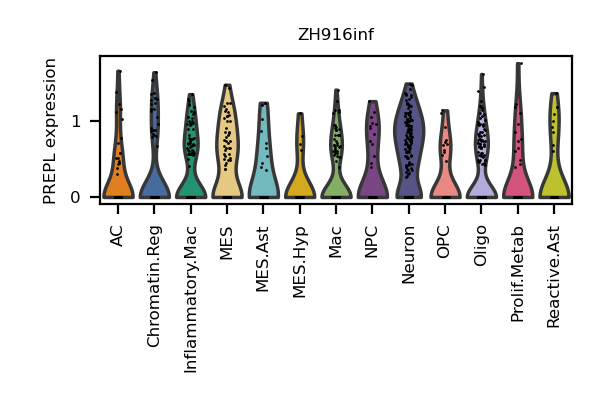 ZH916inf
PREPL expression
1
0
AC
Chromatin.Reg
Inflammatory.Mac
MES
MES.Ast
MES.Hyp
Mac
NPC
Neuron
OPC
Oligo
Prolif.Metab
Reactive.Ast